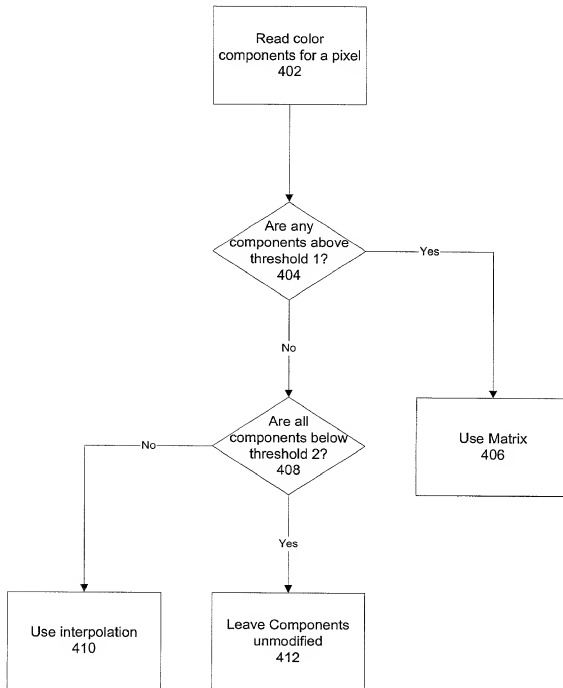 Read color
components for a pixel
402
Are any
components above
threshold 1?
404
Yes
No
Are all
components below
threshold 2?
408
No
Use Matrix
406
Yes
Use interpolation
410
Leave Components
unmodified
412